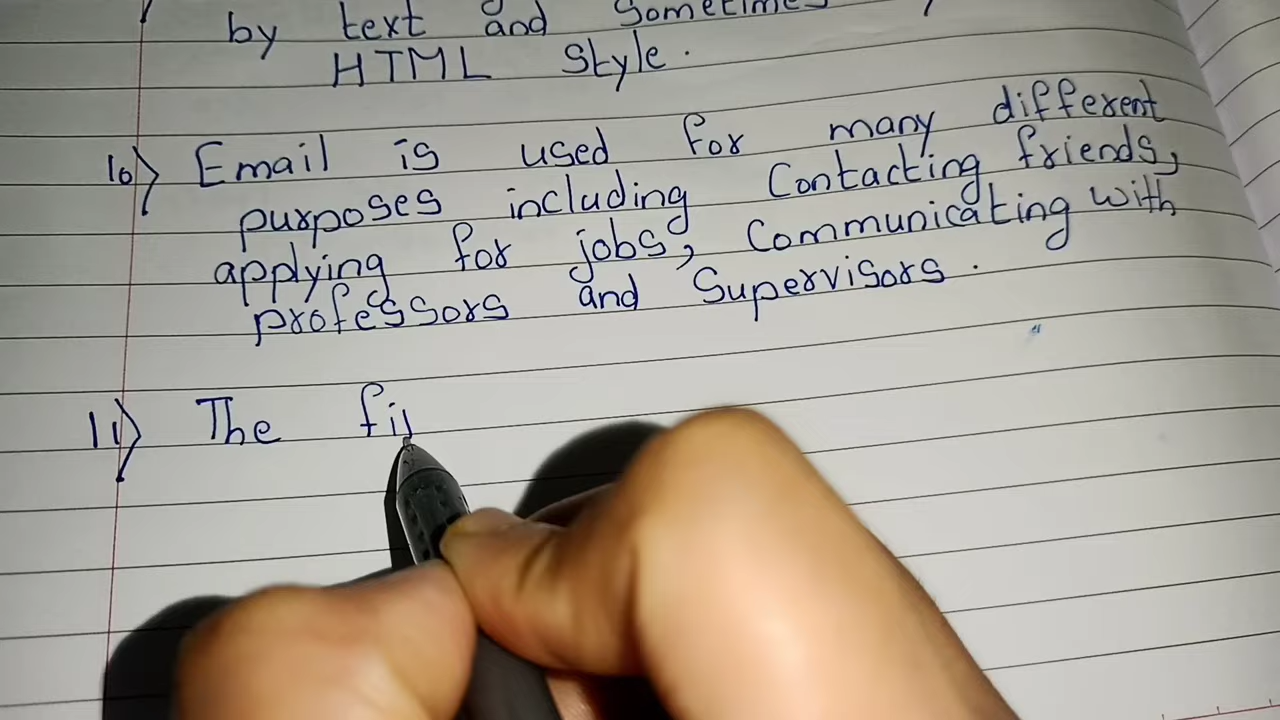 by text and Sometimes
HTML Style.
10) Email is used for many different
purposes including Contacting friends,
applying for jobs, Communicating with
professors and Supervisors.
11) The fi